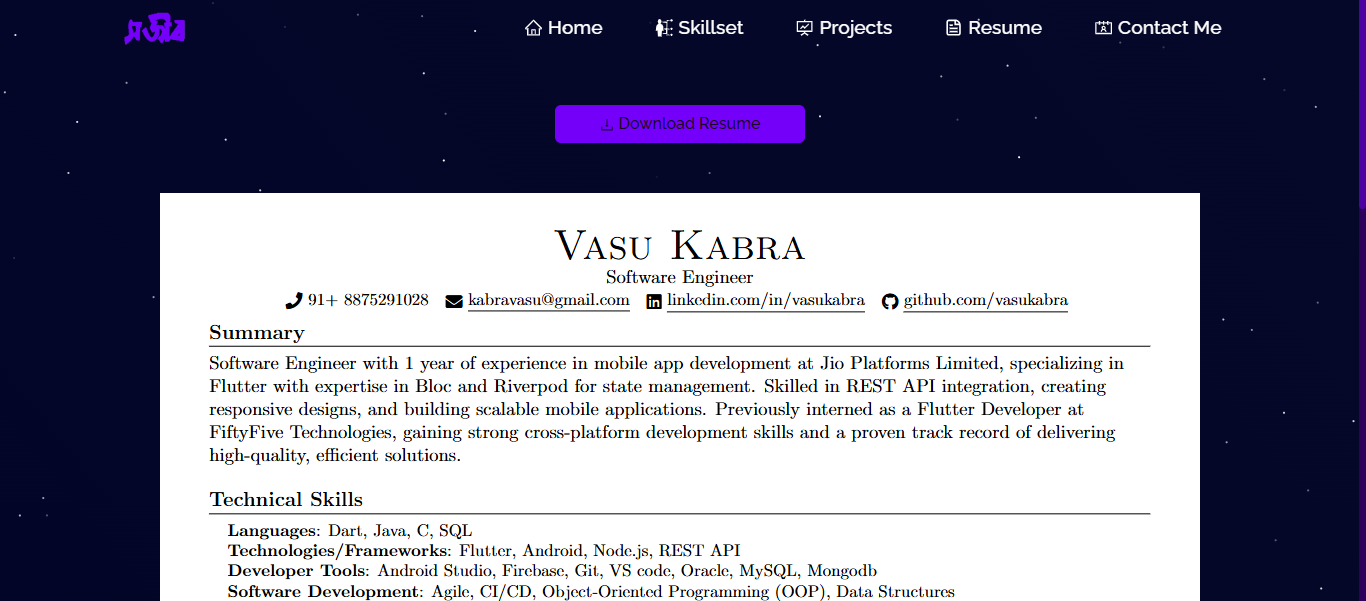 Home Skillset Projects Resume Contact Me
Download Resume
Vasu Kabra
Software Engineer
91+ 8875291028 kabravasu@gmail.com linkedin.com/in/vasukabra github.com/vasukabra
Summary
Software Engineer with 1 year of experience in mobile app development at Jio Platforms Limited, specializing in
Flutter with expertise in Bloc and Riverpod for state management. Skilled in REST API integration, creating
responsive designs, and building scalable mobile applications. Previously interned as a Flutter Developer at
FiftyFive Technologies, gaining strong cross-platform development skills and a proven track record of delivering
high-quality, efficient solutions.
Technical Skills
Languages: Dart, Java, C, SQL
Technologies/Frameworks: Flutter, Android, Node.js, REST API
Developer Tools: Android Studio, Firebase, Git, VS code, Oracle, MySQL, Mongodb
Software Development: Agile, CI/CD, Object-Oriented Programming (OOP), Data Structures